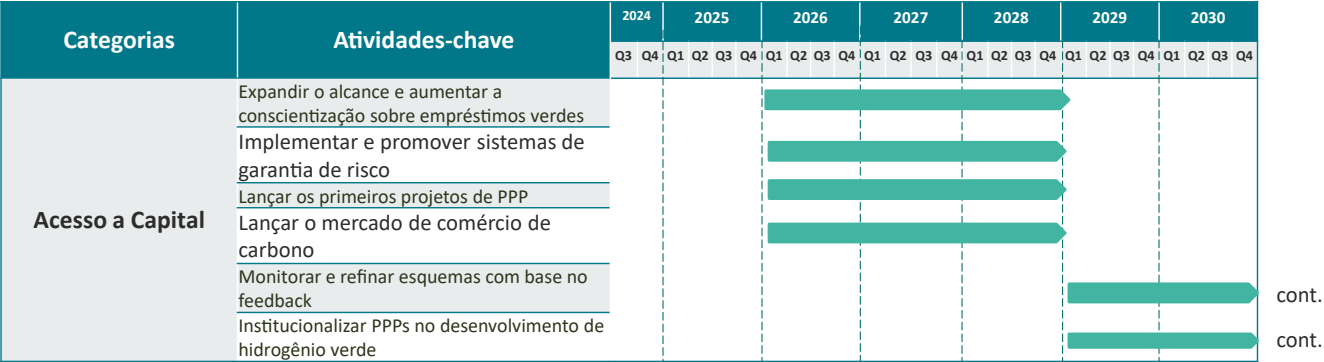 Categorias
Atividades-chave
2024 2025 2026 2027 2028 2029 2030
Q3 Q4 Q1 Q2 Q3 Q4 Q1 Q2 Q3 Q4 Q1 Q2 Q3 Q4 Q1 Q2 Q3 Q4 Q1 Q2 Q3 Q4 Q1 Q2 Q3 Q4
Acesso a Capital
Expandir o alcance e aumentar a
conscientização sobre empréstimos verdes
Implementar e promover sistemas de
garantia de risco
Lançar os primeiros projetos de PPP
Lançar o mercado de comércio de
carbono
Monitorar e refinar esquemas com base no
feedback
cont.
Institucionalizar PPPs no desenvolvimento de
hidrogênio verde
cont.